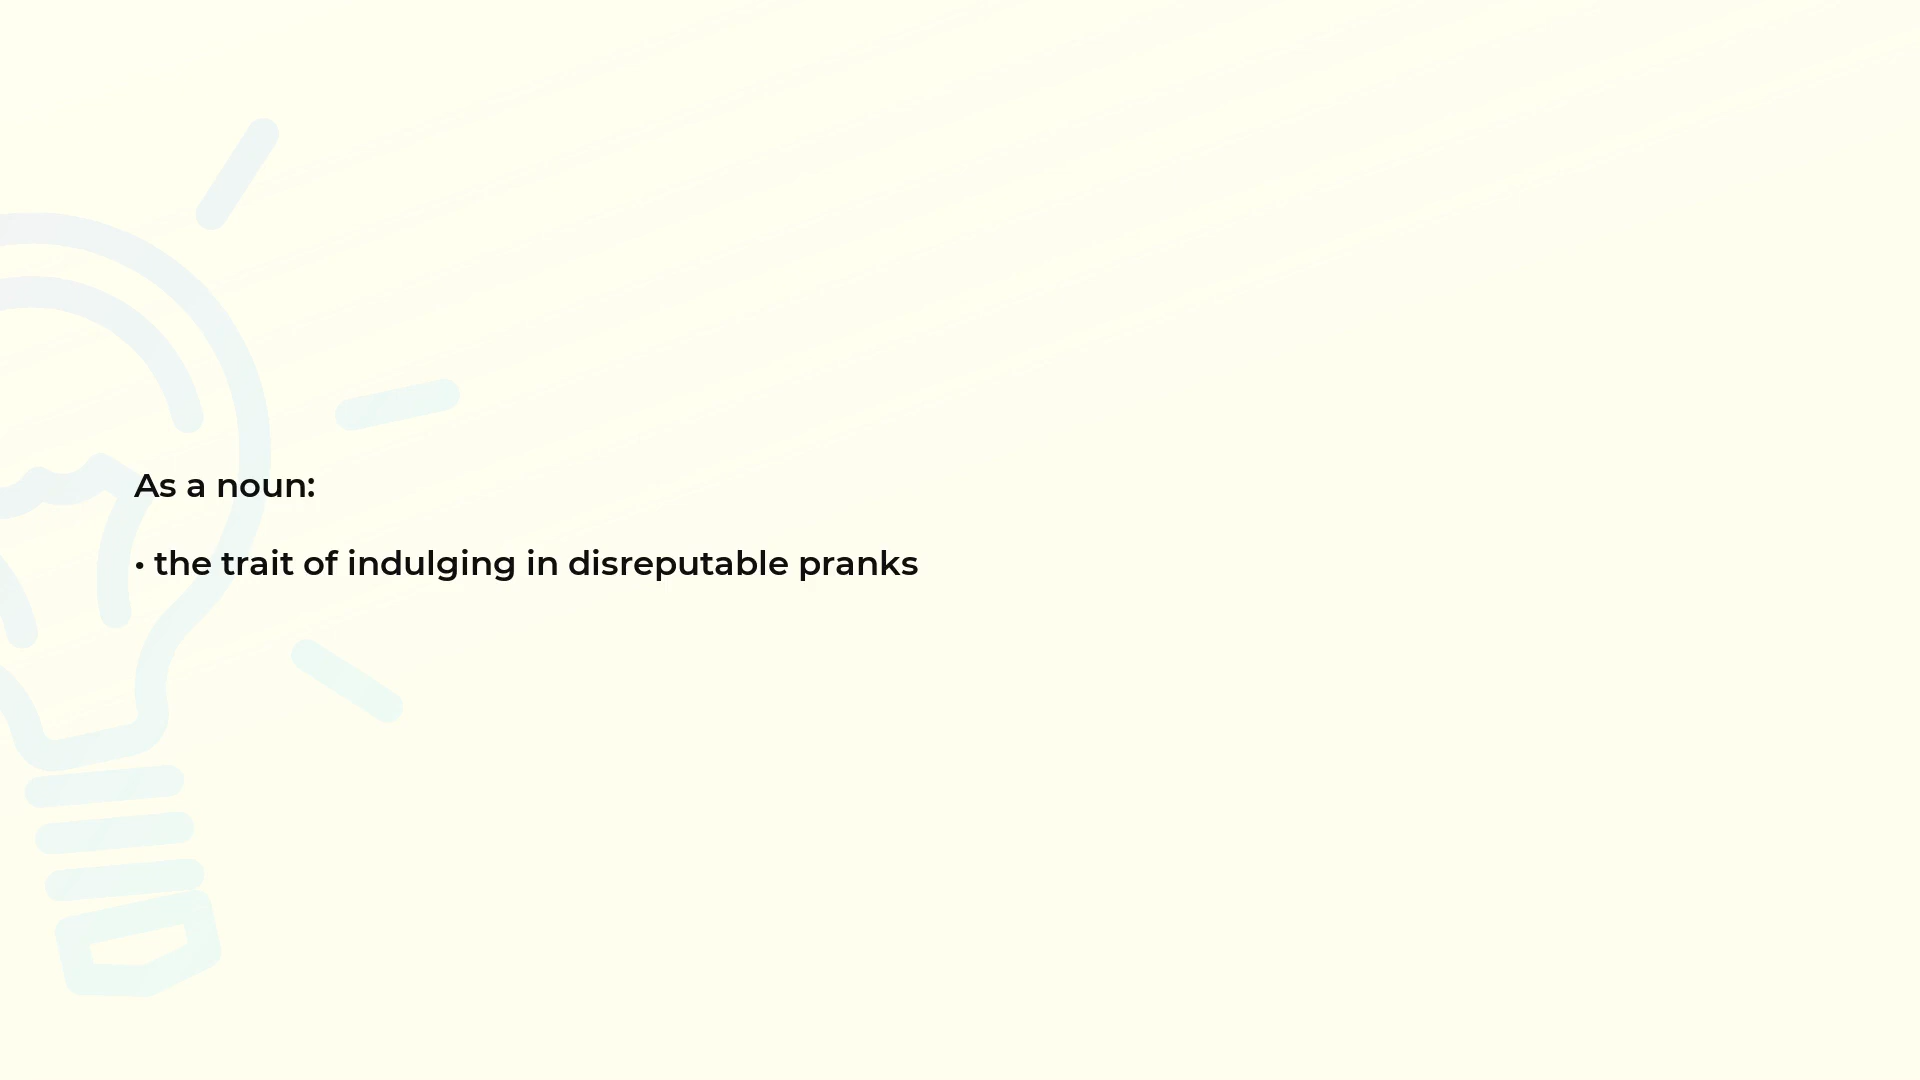 As a noun:
• the trait of indulging in disreputable pranks